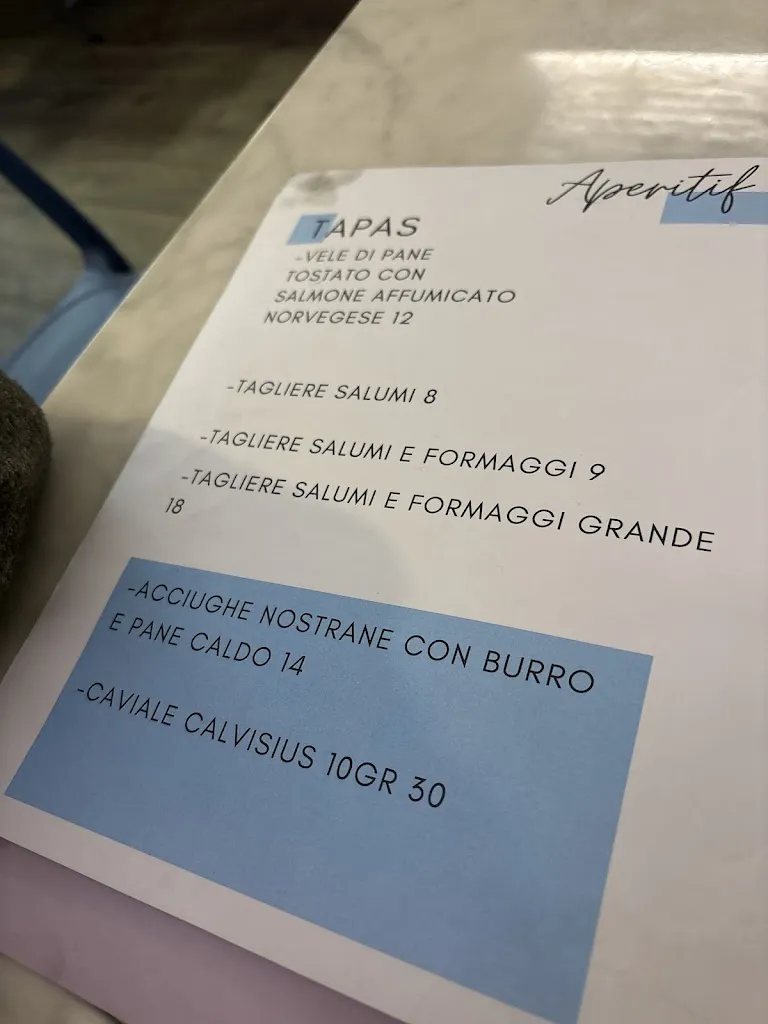 Aperitif
TAPAS
-VELE DI PANE
TOSTATO CON
SALMONE AFFUMICATO
NORVEGESE 12
-TAGLIERE SALUMI 8
-TAGLIERE SALUMI E FORMAGGI 9
-TAGLIERE SALUMI E FORMAGGI GRANDE
18
-ACCIUGHE NOSTRANE CON BURRO
E PANE CALDO 14
-CAVIALE CALVISIUS 10GR 30